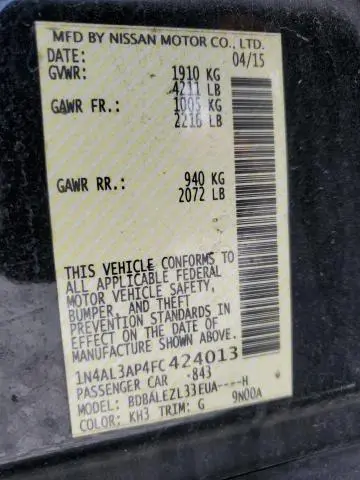 MFD BY NISSAN MOTOR CO., LTD.
DATE: 04/15
GVWR: 1910 KG
4211 LB
GAWR FR.: 1005 KG
2216 LB
GAWR RR.: 940 KG
2072 LB
THIS VEHICLE CONFORMS TO
ALL APPLICABLE FEDERAL
MOTOR VEHICLE SAFETY,
BUMPER, AND THEFT
PREVENTION STANDARDS IN
EFFECT ON THE DATE OF
MANUFACTURE SHOWN ABOVE.
1N4AL3AP4FC424013
PASSENGER CAR -843
MODEL: BDBALEZL33EUA----H
COLOR: KH3 TRIM: G 9N00A